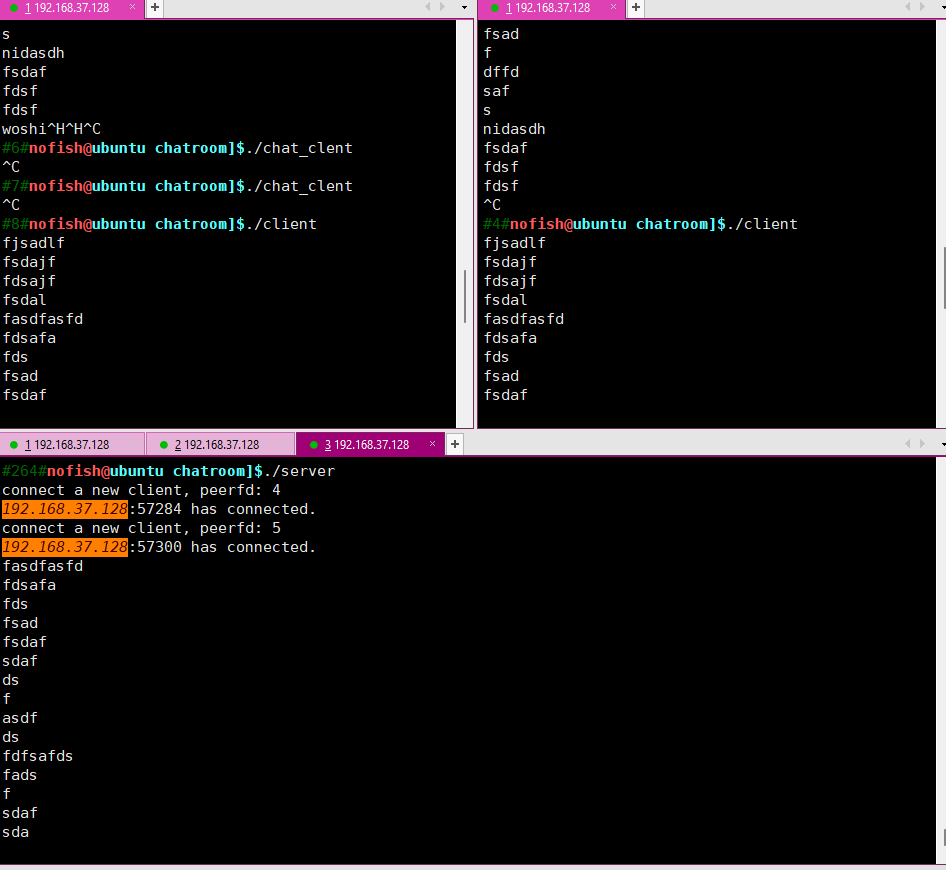 1 192.168.37.128 × +
s
nidasdh
fsdaf
fdsf
fdsf
woshi^H^H^C
#6#nofish@ubuntu chatroom]$./chat_clent
^C
#7#nofish@ubuntu chatroom]$./chat_clent
^C
#8#nofish@ubuntu chatroom]$./client
fjsadlf
fsdajf
fdsajf
fsdal
fasdfasfd
fdsafa
fds
fsad
fsdaf
1 192.168.37.128 × +
fsad
f
dffd
saf
s
nidasdh
fsdaf
fdsf
fdsf
^C
#4#nofish@ubuntu chatroom]$./client
fjsadlf
fsdajf
fdsajf
fsdal
fasdfasfd
fdsafa
fds
fsad
fsdaf
1 192.168.37.128 2 192.168.37.128 3 192.168.37.128 × +
#264#nofish@ubuntu chatroom]$./server
connect a new client, peerfd: 4
192.168.37.128:57284 has connected.
connect a new client, peerfd: 5
192.168.37.128:57300 has connected.
fasdfasfd
fdsafa
fds
fsad
fsdaf
sdaf
ds
f
asdf
ds
fdfsafds
fads
f
sdaf
sda